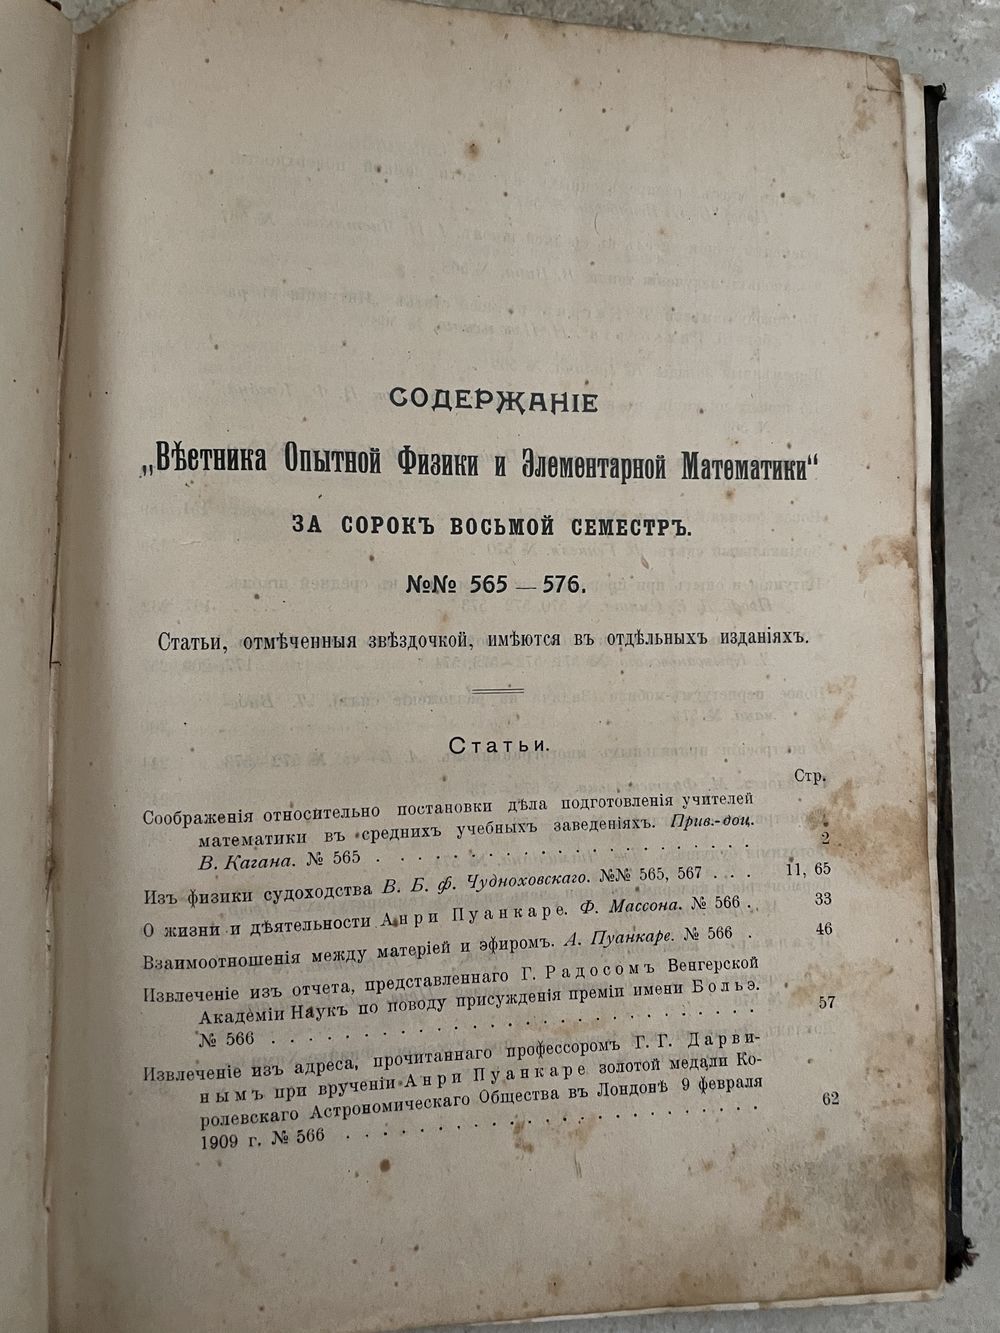 СОДЕРЖАНІЕ
„Вѣстника Опытной Физики и Элементарной Математики“
ЗА СОРОКЪ ВОСЬМОЙ СЕМЕСТРЪ.
№№ 565 — 576.
Статьи, отмѣченныя звѣздочкой, имѣются въ отдѣльныхъ изданіяхъ.
Статьи.
Стр.
Соображенія относительно постановки дѣла подготовленія учителей
математики въ среднихъ учебныхъ заведеніяхъ. Прив.-доц.
В. Кагана. № 565 . . . . . . . . . . . . . . 2
Изъ физики судоходства В. Б. ф. Чудноховскаго. №№ 565, 567 . . . 11, 65
О жизни и дѣятельности Анри Пуанкаре. Ф. Массона. № 566 . 33
Взаимоотношенія между матеріей и эфиромъ. А. Пуанкаре. № 566 . 46
Извлеченіе изъ отчета, представленнаго Г. Радосомъ Венгерской
Академіи Наукъ по поводу присужденія преміи имени Больэ.
№ 566 . . . . . . . . . . . . . . . . . 57
Извлеченіе изъ адреса, прочитаннаго профессоромъ Г. Г. Дарви-
нымъ при врученіи Анри Пуанкаре золотой медали Ко-
ролевскаго Астрономическаго Общества въ Лондонѣ 9 февраля
1909 г. № 566 . . . . . . . . . . . . . . 62